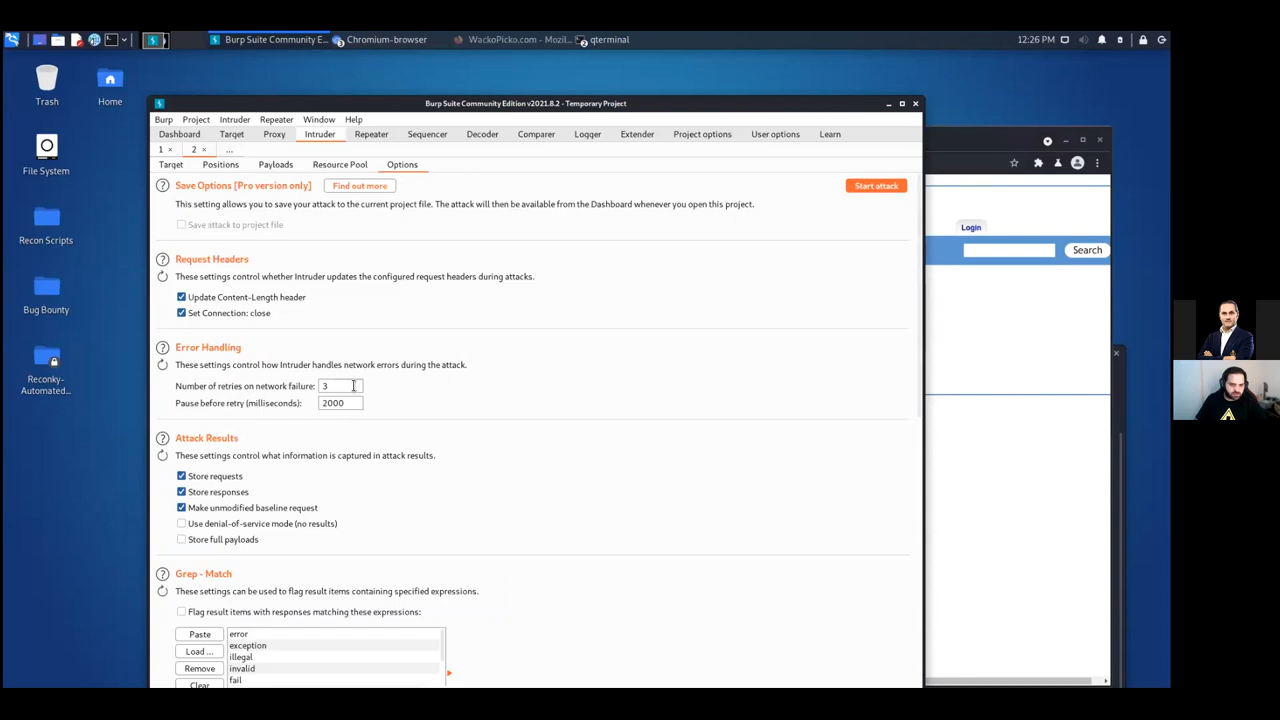 Burp Suite Community E...
Chromium-browser
WackoPicko.com - Mozil...
qterminal
12:26 PM
Trash
Home
File System
Recon Scripts
Bug Bounty
Reconky-
Automated...
Burp Suite Community Edition v2021.8.2 - Temporary Project
Burp Project Intruder Repeater Window Help
Dashboard Target Proxy Intruder Repeater Sequencer Decoder Comparer Logger Extender Project options User options Learn
1 × 2 × ...
Target Positions Payloads Resource Pool Options
Save Options [Pro version only] Find out more Start attack
This setting allows you to save your attack to the current project file. The attack will then be available from the Dashboard whenever you open this project.
Save attack to project file
Request Headers
These settings control whether Intruder updates the configured request headers during attacks.
Update Content-Length header
Set Connection: close
Error Handling
These settings control how Intruder handles network errors during the attack.
Number of retries on network failure: 3
Pause before retry (milliseconds): 2000
Attack Results
These settings control what information is captured in attack results.
Store requests
Store responses
Make unmodified baseline request
Use denial-of-service mode (no results)
Store full payloads
Grep - Match
These settings can be used to flag result items containing specified expressions.
Flag result items with responses matching these expressions:
Paste error
exception
Load ... illegal
Remove invalid
fail
Clear
Login
Search